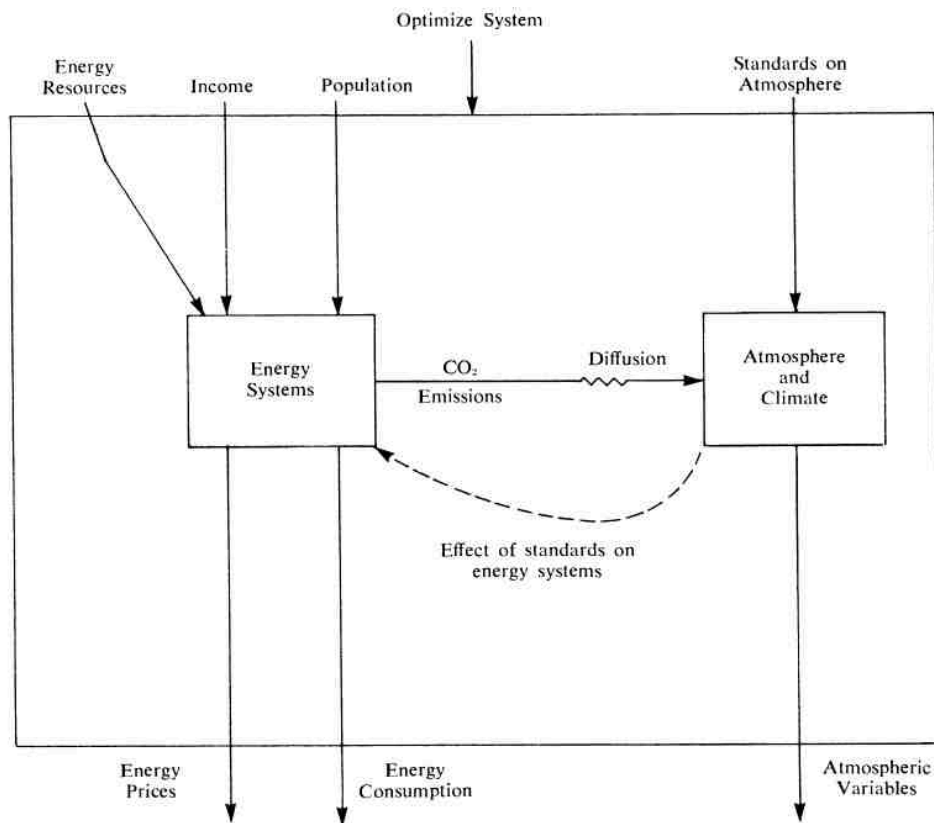 Optimize System
Energy
Resources
Income
Population
Standards on
Atmosphere
Energy
Systems
CO₂
Emissions
Diffusion
Atmosphere
and
Climate
Effect of standards on
energy systems
Energy
Prices
Energy
Consumption
Atmospheric
Variables